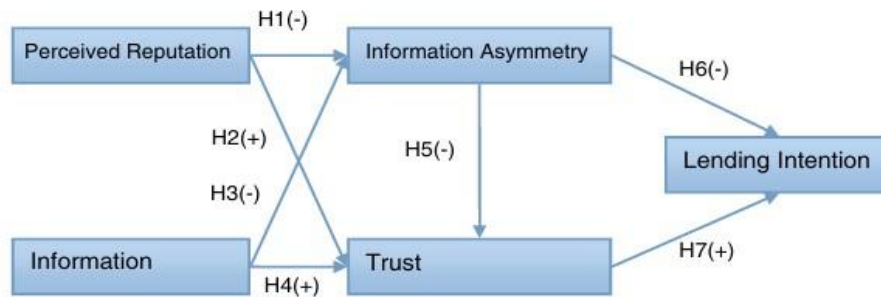 H1(-)
Perceived Reputation
Information Asymmetry
H6(-)
H2(+)
H5(-)
Lending Intention
H3(-)
Information
Trust
H7(+)
H4(+)